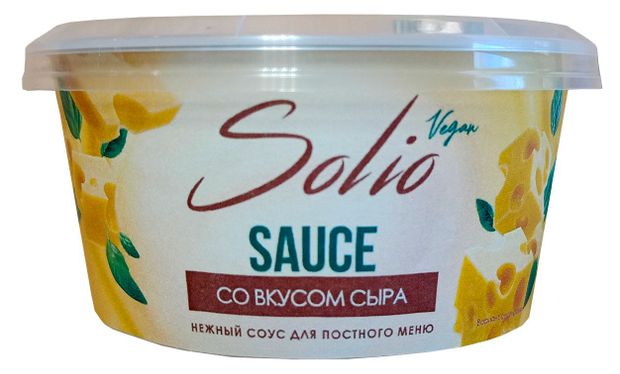 Solio
Vegan
SAUCE
СО ВКУСОМ СЫРА
НЕЖНЫЙ СОУС ДЛЯ ПОСТНОГО МЕНЮ